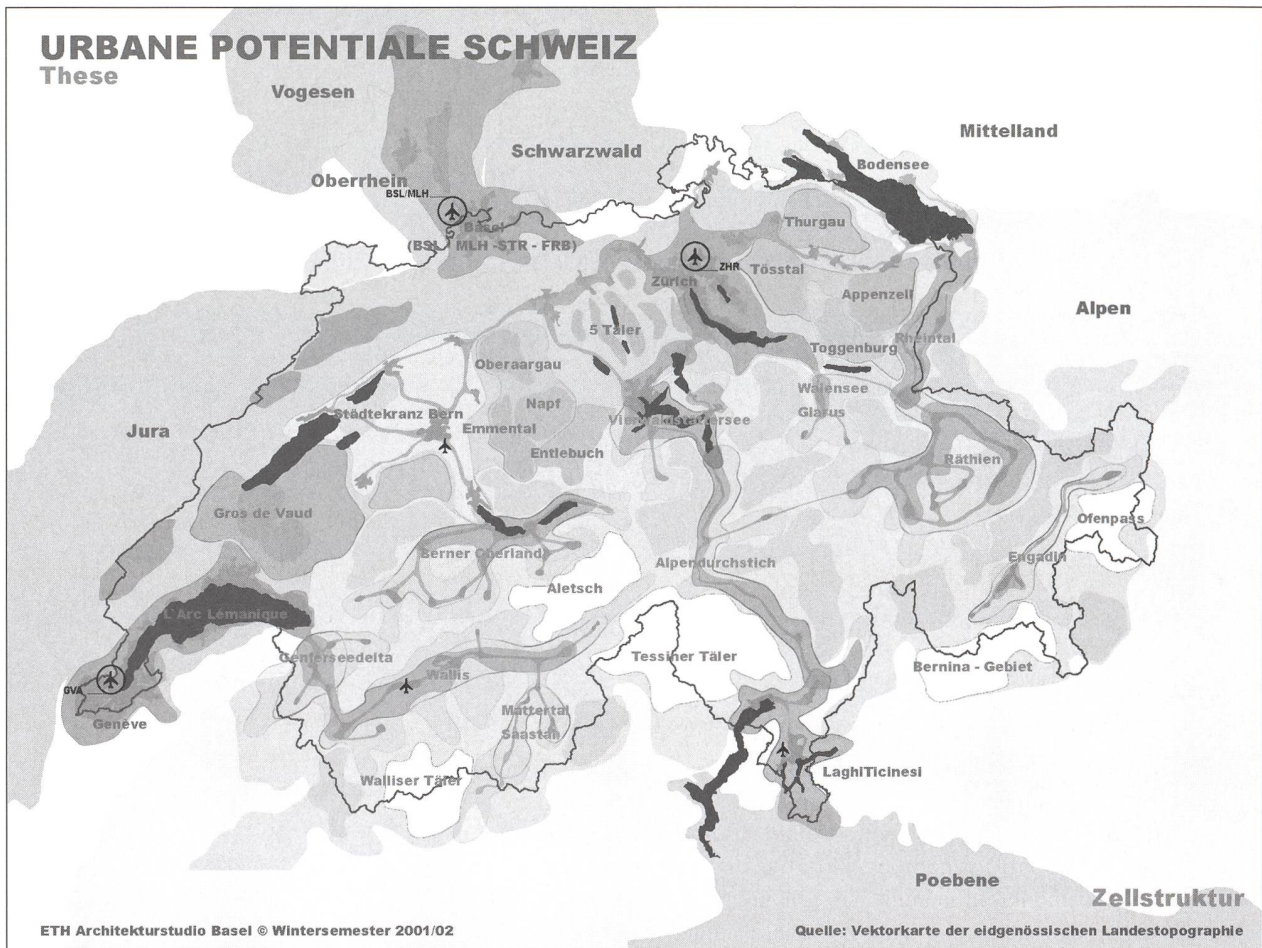 URBANE POTENTIALE SCHWEIZ
These
Vogesen
Mittelland
Schwarzwald
Bodensee
Oberrhein
BSL/MLH
Thurgau
Basel
(BSL - MLH -STR - FRB)
ZHR
Tösstal
Zürich
Appenzell
Alpen
5 Täler
Rheintal
Toggenburg
Oberaargau
Walensee
Napf
Glarus
Städtekranz Bern
Vierwaldstättersee
Jura
Emmental
Entlebuch
Räthien
Gros de Vaud
Ofenpass
Berner Oberland
Alpendurchstich
Engadin
Aletsch
L'Arc Lémanique
Genferseedelta
Tessiner Täler
Bernina - Gebiet
Wallis
GVA
Mattertal
Genève
Saastal
LaghiTicinesi
Walliser Täler
Poebene
Zellstruktur
ETH Architekturstudio Basel © Wintersemester 2001/02
Quelle: Vektorkarte der eidgenössischen Landestopographie